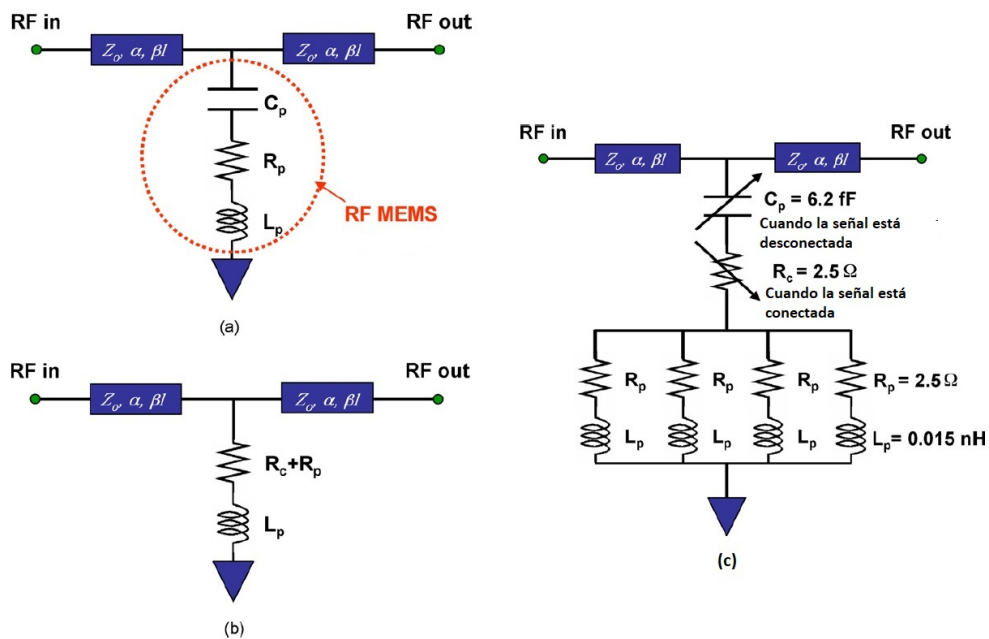 RF in
RF out
Zo, α, βl
Zo, α, βl
Cp
Rp
Lp
RF MEMS
(a)
RF in
RF out
Zo, α, βl
Zo, α, βl
Rc+Rp
Lp
(b)
RF in
RF out
Zo, α, βl
Zo, α, βl
Cp = 6.2 fF
Cuando la señal está
desconectada
Rc = 2.5 Ω
Cuando la señal está
conectada
Rp
Rp
Rp
Rp = 2.5 Ω
Lp
Lp
Lp
Lp = 0.015 nH
(c)